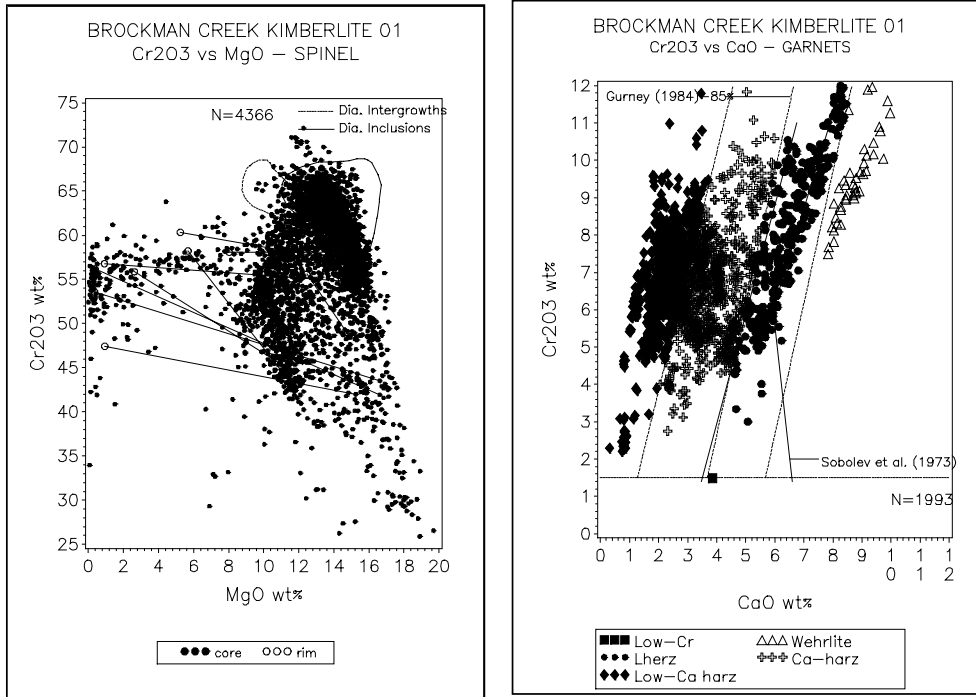 BROCKMAN CREEK KIMBERLITE 01
Cr2O3 vs MgO – SPINEL
N=4366
Dia. Intergrowths
Dia. Inclusions
Cr2O3 wt%
75
70
65
60
55
50
45
40
35
30
25
0 2 4 6 8 10 12 14 16 18 20
MgO wt%
core rim
BROCKMAN CREEK KIMBERLITE 01
Cr2O3 vs CaO – GARNETS
Gurney (1984)–85%
Cr2O3 wt%
12
11
10
9
8
7
6
5
4
3
2
1
0
Sobolev et al. (1973)
N=1993
0 1 2 3 4 5 6 7 8 9 1 1 1
0 1 2
CaO wt%
Low–Cr Wehrlite
Lherz Ca–harz
Low–Ca harz